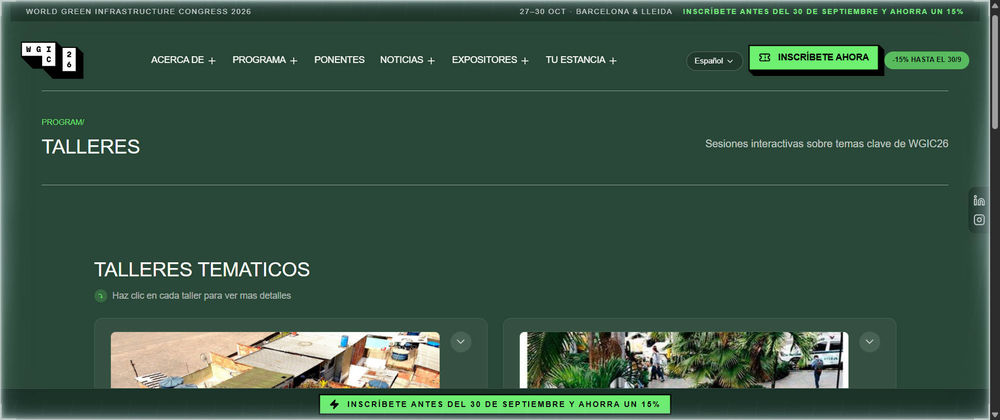 WORLD GREEN INFRASTRUCTURE CONGRESS 2026
27–30 OCT · BARCELONA & LLEIDA INSCRÍBETE ANTES DEL 30 DE SEPTIEMBRE Y AHORRA UN 15%
W G I
C
2
6
ACERCA DE
PROGRAMA
PONENTES
NOTICIAS
EXPOSITORES
TU ESTANCIA
Español
INSCRÍBETE AHORA
-15% HASTA EL 30/9
PROGRAM/
TALLERES
Sesiones interactivas sobre temas clave de WGIC26
TALLERES TEMATICOS
Haz clic en cada taller para ver mas detalles
INSCRÍBETE ANTES DEL 30 DE SEPTIEMBRE Y AHORRA UN 15%